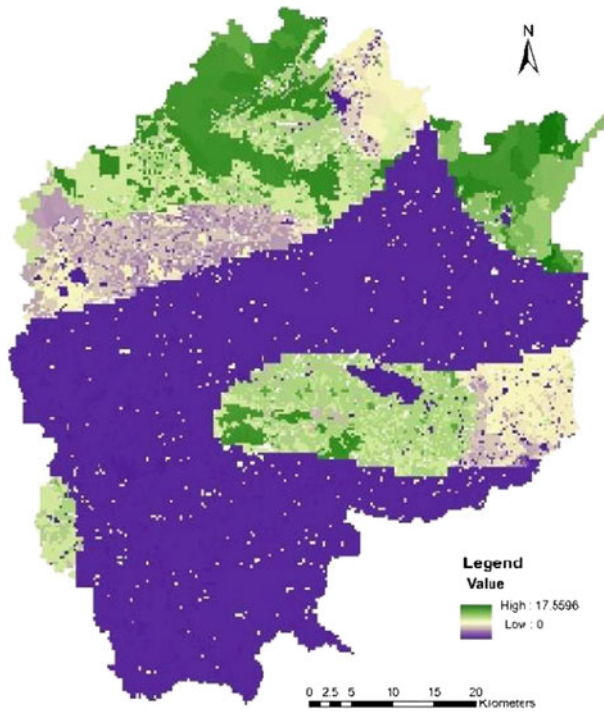 N
Legend
Value
High : 17.5596
Low : 0
0 2.5 5 10 15 20
Kilometers